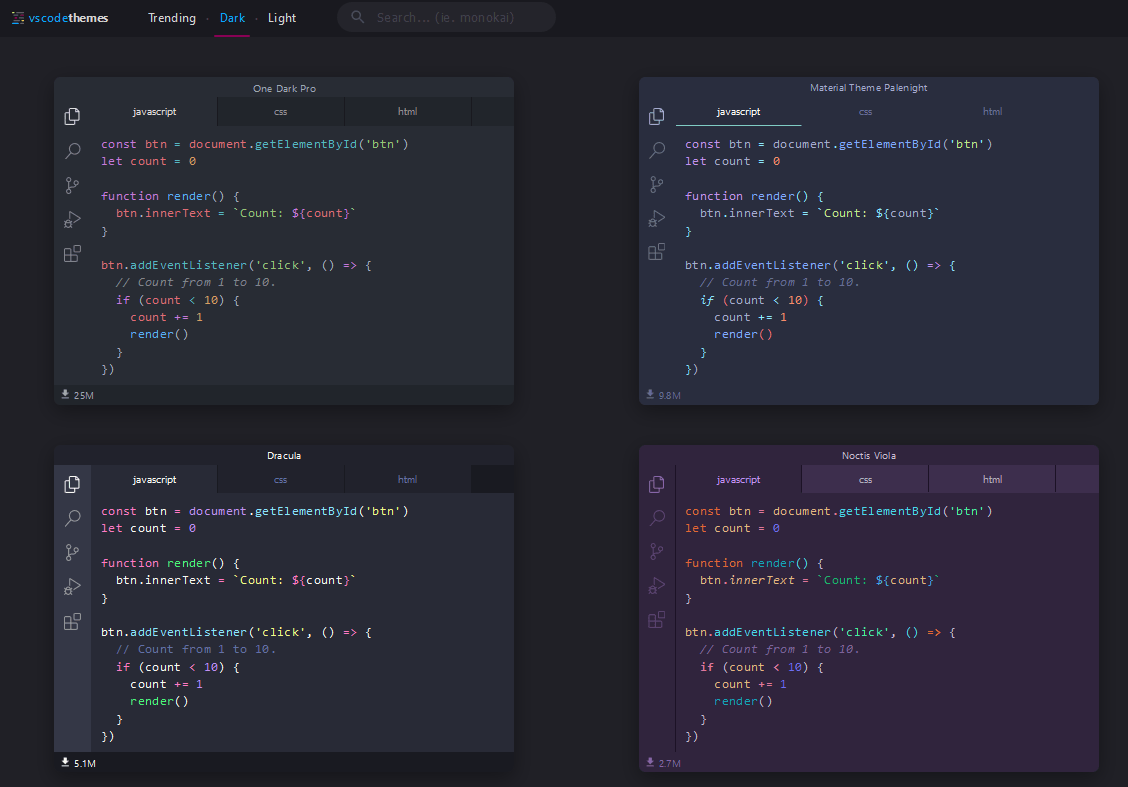 vscodethemes Trending · Dark · Light Search... (ie. monokai)
One Dark Pro
javascript css html
const btn = document.getElementById('btn')
let count = 0
function render() {
btn.innerText = `Count: ${count}`
}
btn.addEventListener('click', () => {
// Count from 1 to 10.
if (count < 10) {
count += 1
render()
}
})
25M
Material Theme Palenight
javascript css html
const btn = document.getElementById('btn')
let count = 0
function render() {
btn.innerText = `Count: ${count}`
}
btn.addEventListener('click', () => {
// Count from 1 to 10.
if (count < 10) {
count += 1
render()
}
})
9.8M
Dracula
javascript css html
const btn = document.getElementById('btn')
let count = 0
function render() {
btn.innerText = `Count: ${count}`
}
btn.addEventListener('click', () => {
// Count from 1 to 10.
if (count < 10) {
count += 1
render()
}
})
5.1M
Noctis Viola
javascript css html
const btn = document.getElementById('btn')
let count = 0
function render() {
btn.innerText = `Count: ${count}`
}
btn.addEventListener('click', () => {
// Count from 1 to 10.
if (count < 10) {
count += 1
render()
}
})
2.7M